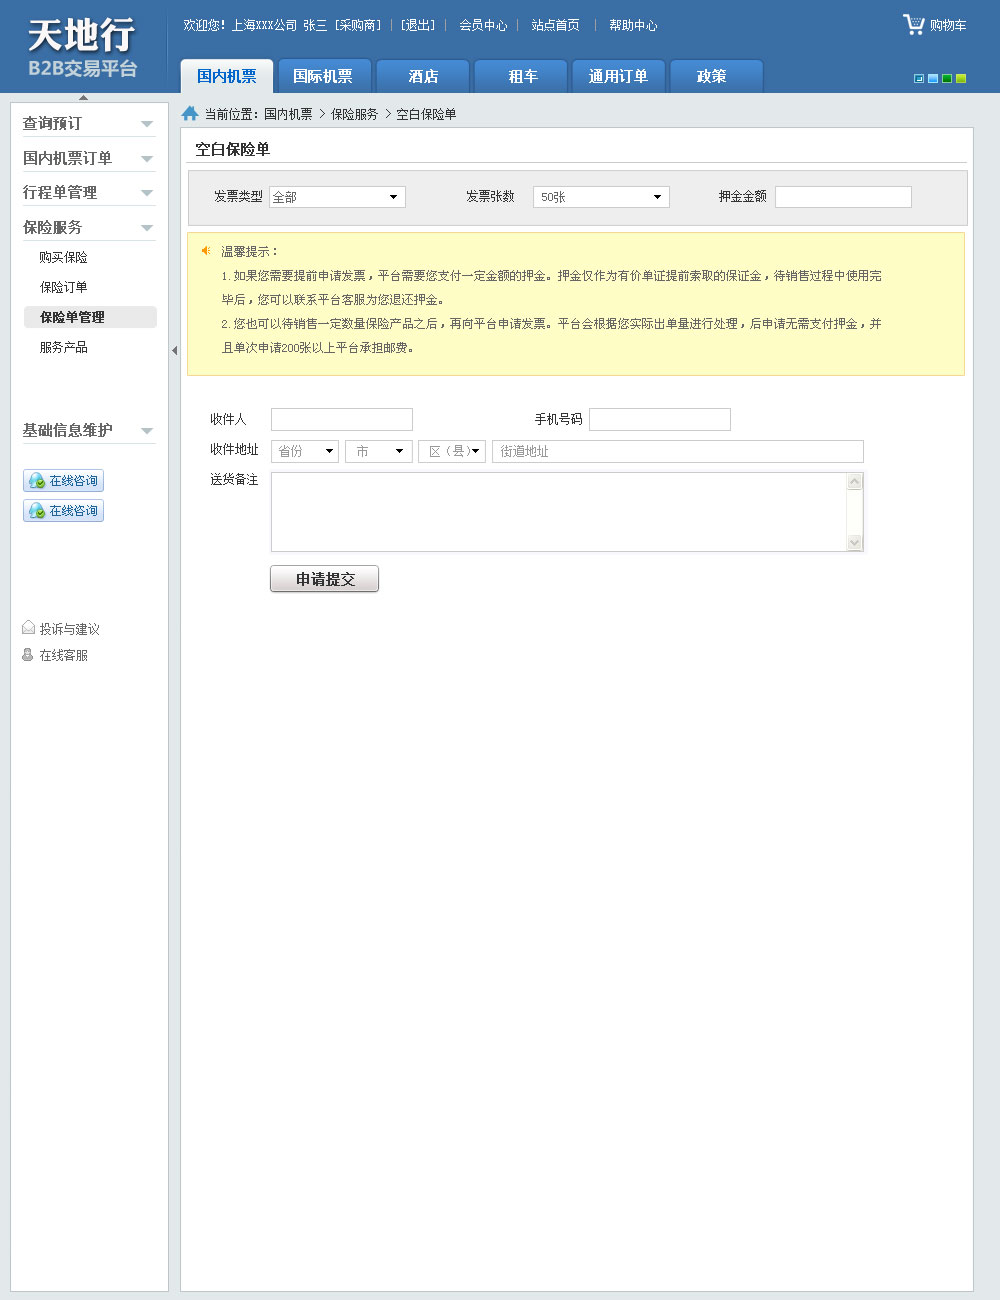 天地行
B2B交易平台
欢迎您！上海XXX公司 张三 [采购商] | [退出] | 会员中心 | 站点首页 | 帮助中心
购物车
国内机票 国际机票 酒店 租车 通用订单 政策
查询预订
国内机票订单
行程单管理
保险服务
购买保险
保险订单
保险单管理
服务产品
基础信息维护
在线咨询
在线咨询
投诉与建议
在线客服
当前位置：国内机票 > 保险服务 > 空白保险单
空白保险单
发票类型 全部 发票张数 50张 押金金额
温馨提示：
1.如果您需要提前申请发票，平台需要您支付一定金额的押金。押金仅作为有价单证提前索取的保证金，待销售过程中使用完
毕后，您可以联系平台客服为您退还押金。
2.您也可以待销售一定数量保险产品之后，再向平台申请发票。平台会根据您实际出单量进行处理，后申请无需支付押金，并
且单次申请200张以上平台承担邮费。
收件人 手机号码
收件地址 省份 市 区（县） 街道地址
送货备注
申请提交